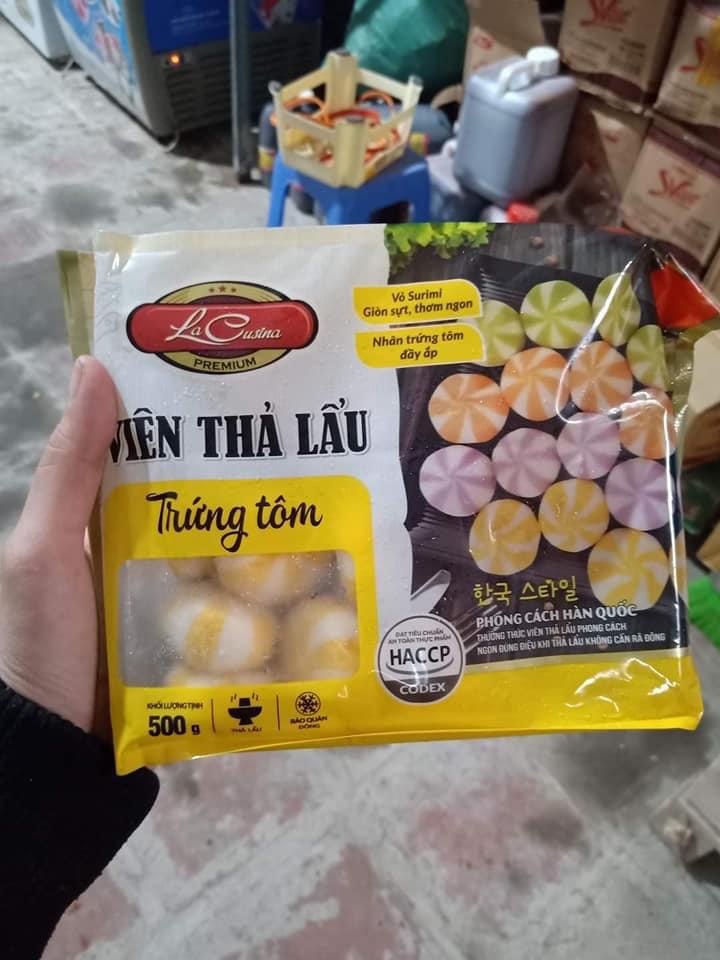 La Cusina
PREMIUM
VIÊN THẢ LẨU
Trứng tôm
Vỏ Surimi
Giòn sựt, thơm ngon
Nhân trứng tôm
đầy ắp
한국 스타일
PHONG CÁCH HÀN QUỐC
THƯỞNG THỨC VIÊN THẢ LẨU PHONG CÁCH
NGON ĐÚNG ĐIỆU KHI THẢ LẨU KHÔNG CẦN RÃ ĐÔNG
ĐẠT TIÊU CHUẨN
AN TOÀN THỰC PHẨM
HACCP
CODEX
KHỐI LƯỢNG TỊNH
500 g
THẢ LẨU
BẢO QUẢN
ĐÔNG